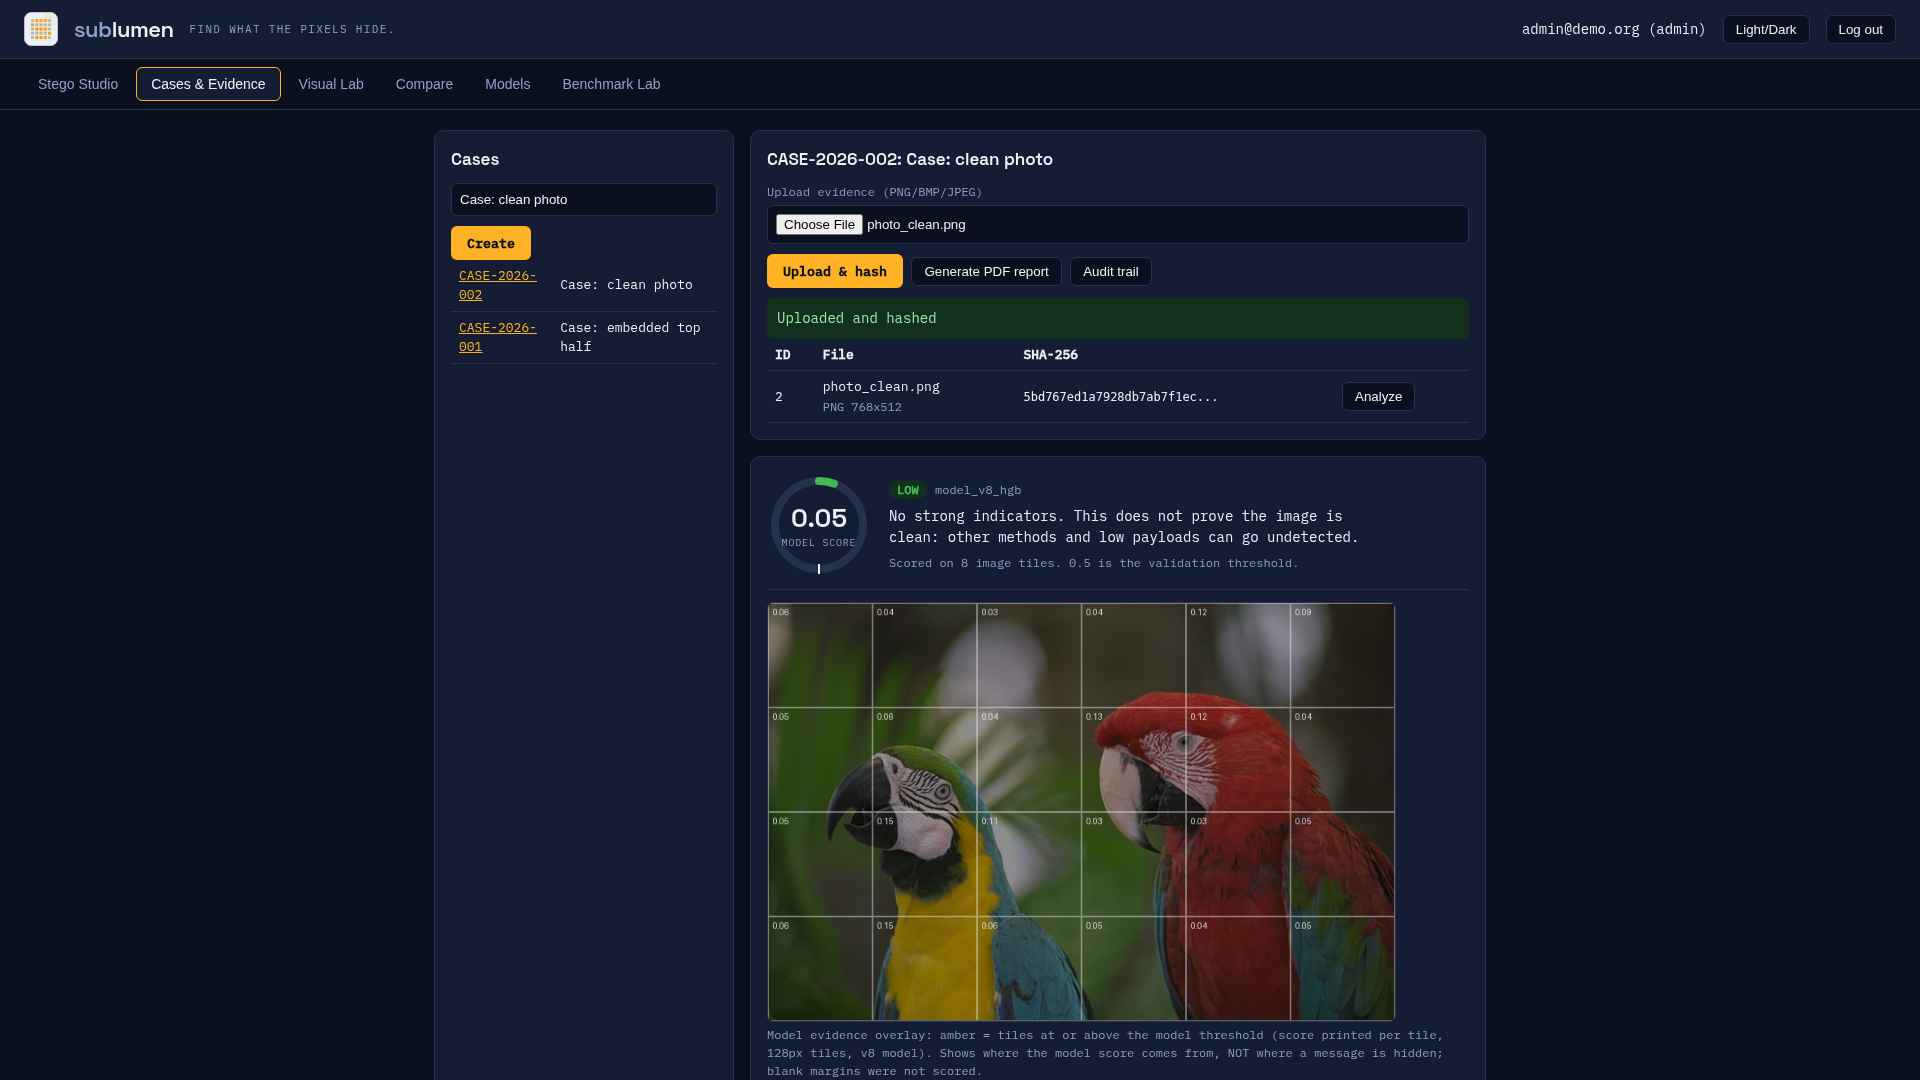 sublumen FIND WHAT THE PIXELS HIDE. admin@demo.org (admin) Light/Dark Log out
Stego Studio Cases & Evidence Visual Lab Compare Models Benchmark Lab
Cases
Case: clean photo
Create
CASE-2026-
002
Case: clean photo
CASE-2026-
001
Case: embedded top
half
CASE-2026-002: Case: clean photo
Upload evidence (PNG/BMP/JPEG)
Choose File photo_clean.png
Upload & hash Generate PDF report Audit trail
Uploaded and hashed
ID File SHA-256
2 photo_clean.png 5bd767ed1a7928db7ab7f1ec... Analyze
PNG 768x512
0.05
MODEL SCORE
LOW model_v8_hgb
No strong indicators. This does not prove the image is
clean: other methods and low payloads can go undetected.
Scored on 8 image tiles. 0.5 is the validation threshold.
0.06 0.04 0.03 0.04 0.12 0.09
0.05 0.06 0.04 0.13 0.12 0.04
0.05 0.15 0.11 0.03 0.03 0.05
0.06 0.15 0.06 0.05 0.04 0.05
Model evidence overlay: amber = tiles at or above the model threshold (score printed per tile,
128px tiles, v8 model). Shows where the model score comes from, NOT where a message is hidden;
blank margins were not scored.